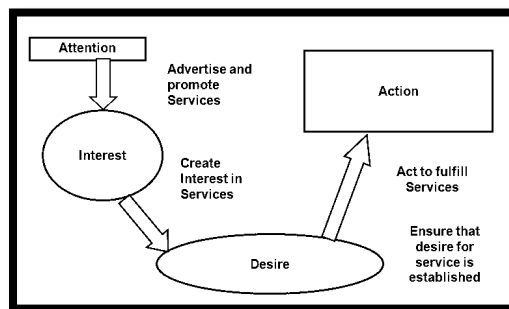 Attention
Advertise and
promote
Services
Action
Interest
Create
Interest in
Services
Act to fulfill
Services
Desire
Ensure that
desire for
service is
established